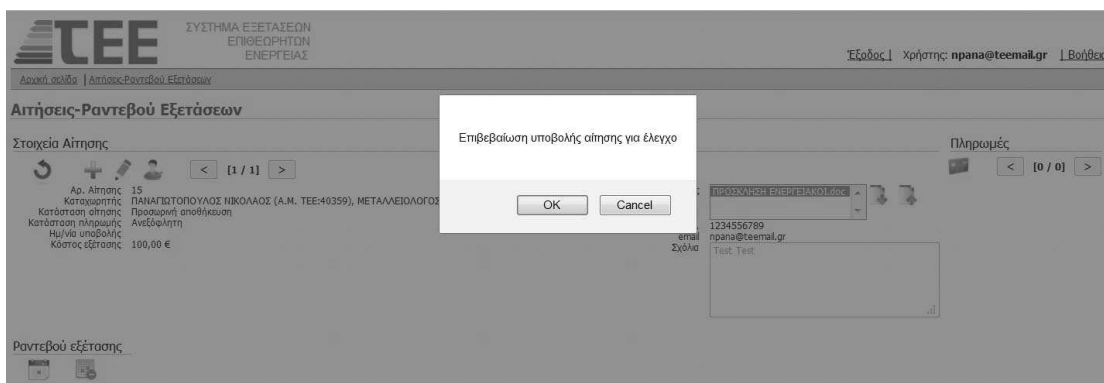 TEE
ΣΥΣΤΗΜΑ ΕΞΕΤΑΣΕΩΝ
ΕΠΙΘΕΩΡΗΤΩΝ
ΕΝΕΡΓΕΙΑΣ
Έξοδος | Χρήστης: npana@teemail.gr | Βοήθεια
Αρχική σελίδα | Αιτήσεις-Ραντεβού Εξετάσεων
Αιτήσεις-Ραντεβού Εξετάσεων
Επιβεβαίωση υποβολής αίτησης για έλεγχο
OK Cancel
Στοιχεία Αίτησης
< [1 / 1] >
Αρ. Αίτησης 15
Καταχωρητής ΠΑΝΑΓΙΩΤΟΠΟΥΛΟΣ ΝΙΚΟΛΑΟΣ (Α.Μ. ΤΕΕ:40359), ΜΕΤΑΛΛΕΙΟΛΟΓΟΣ
Κατάσταση αίτησης Προσωρινή αποθήκευση
Κατάσταση πληρωμής Ανεξόφλητη
Ημ/νία υποβολής
Κόστος εξέτασης 100,00 €
ΠΡΟΣΚΛΗΣΗ ΕΝΕΡΓΕΙΑΚΟΙ.doc
1234556789
email npana@teemail.gr
Σχόλια Test Test
Πληρωμές
< [0 / 0] >
Ραντεβού εξέτασης